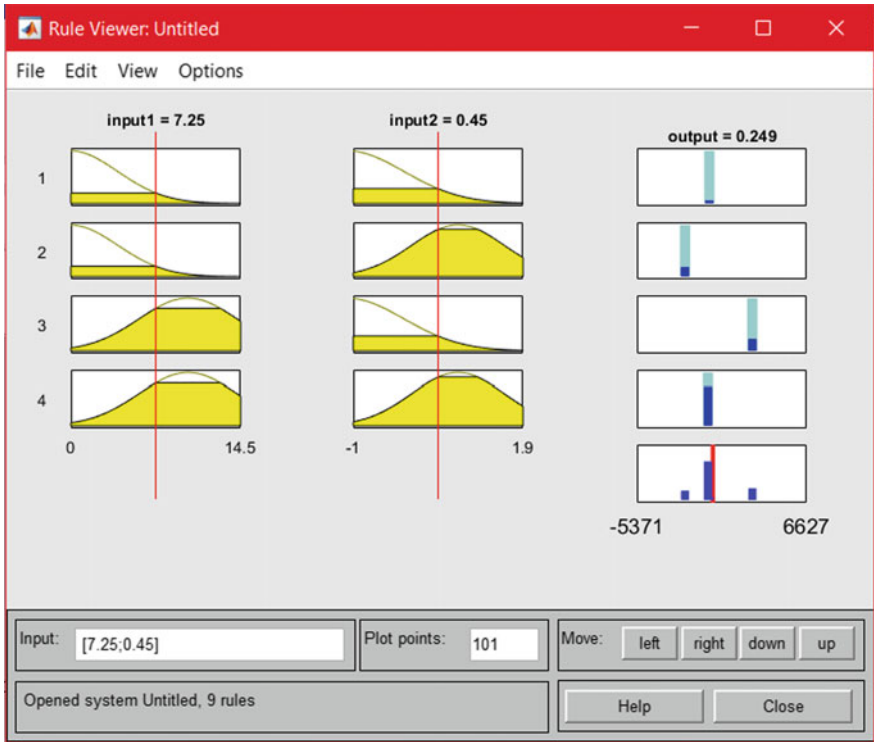 Rule Viewer: Untitled
File Edit View Options
input1 = 7.25 input2 = 0.45 output = 0.249
1
2
3
4
0 14.5 -1 1.9
-5371 6627
Input: [7.25;0.45] Plot points: 101 Move: left right down up
Opened system Untitled, 9 rules Help Close